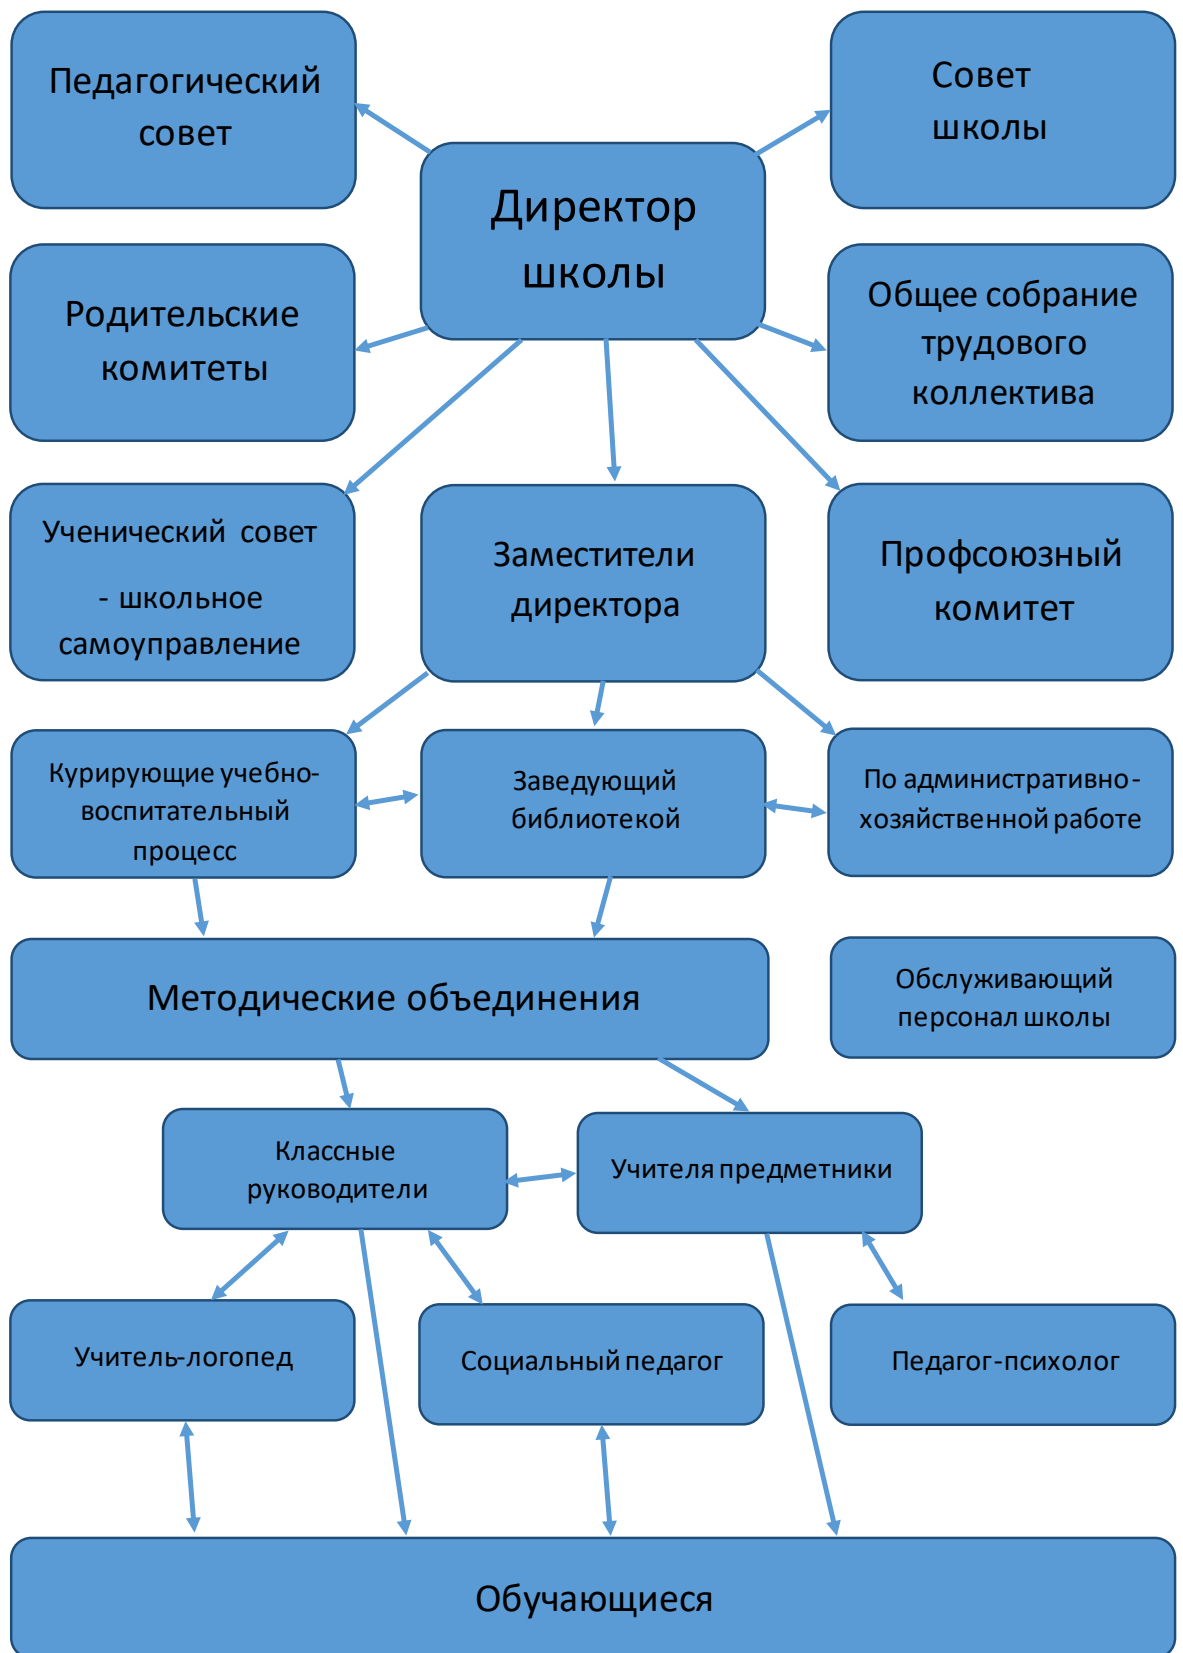 Педагогический
совет
Совет
школы
Директор
школы
Родительские
комитеты
Общее собрание
трудового
коллектива
Ученический совет
- школьное
самоуправление
Заместители
директора
Профсоюзный
комитет
Курирующие учебно-
воспитательный
процесс
Заведующий
библиотекой
По административно-
хозяйственной работе
Методические объединения
Обслуживающий
персонал школы
Классные
руководители
Учителя предметники
Учитель-логопед
Социальный педагог
Педагог-психолог
Обучающиеся